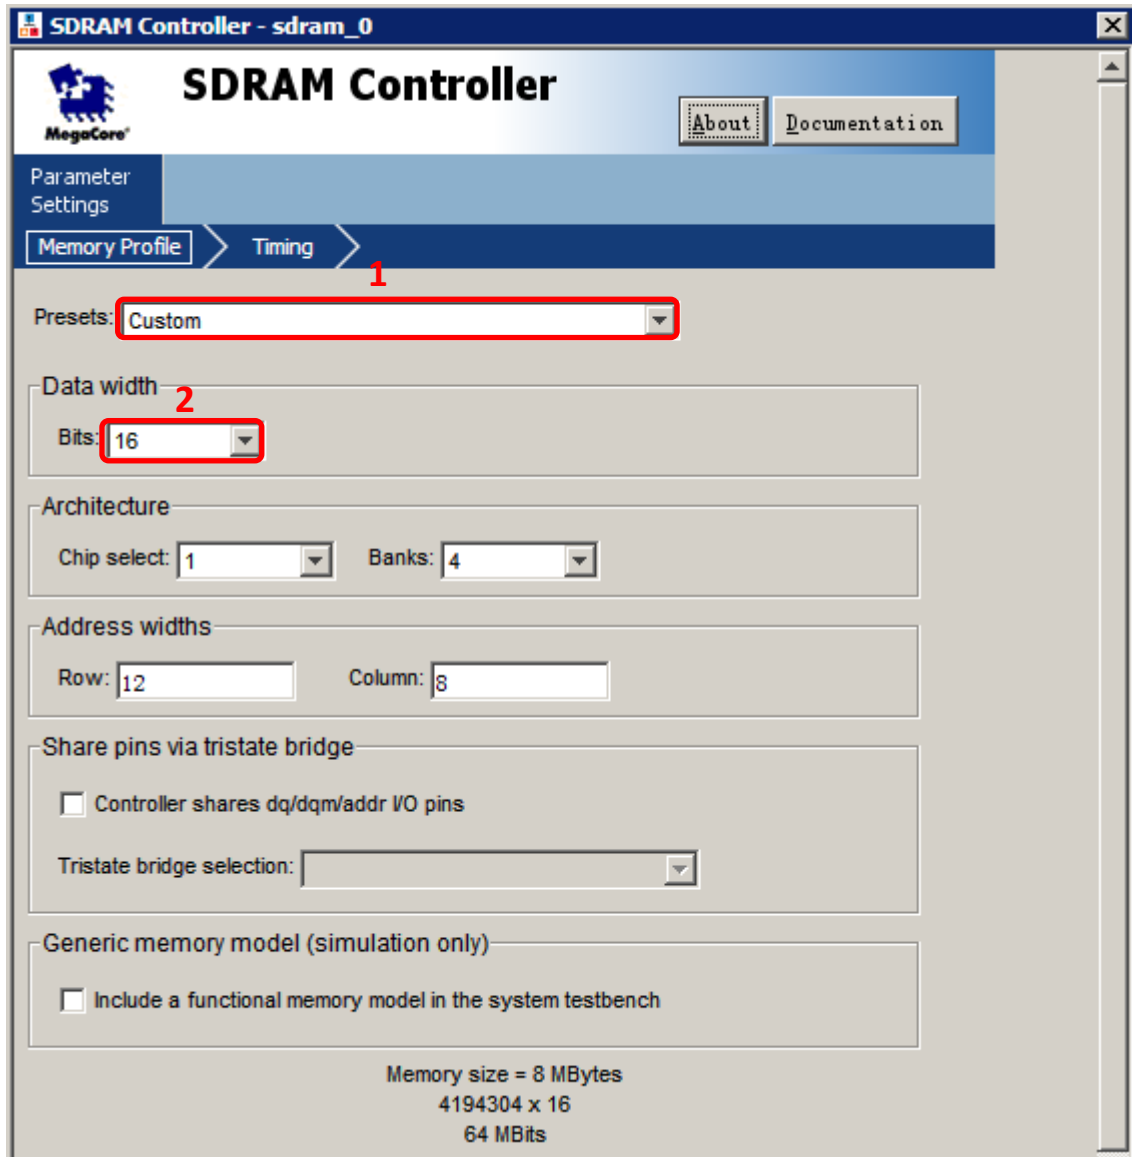 SDRAM Controller - sdram_0
SDRAM Controller
MegaCore®
About
Documentation
Parameter
Settings
Memory Profile
Timing
1
Presets: Custom
Data width
2
Bits: 16
Architecture
Chip select: 1 Banks: 4
Address widths
Row: 12 Column: 8
Share pins via tristate bridge
Controller shares dq/dqm/addr I/O pins
Tristate bridge selection:
Generic memory model (simulation only)
Include a functional memory model in the system testbench
Memory size = 8 MBytes
4194304 x 16
64 MBits